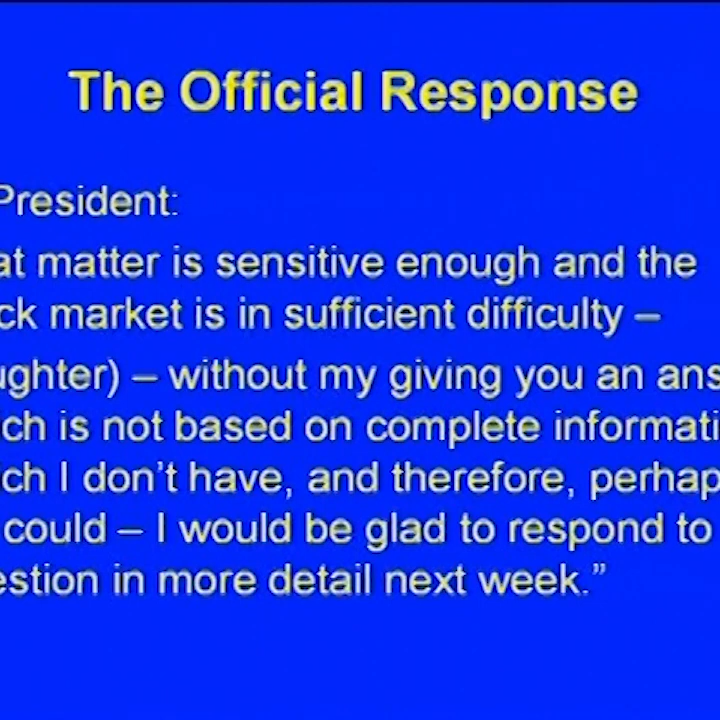 The Official Response
President:
at matter is sensitive enough and the
ck market is in sufficient difficulty –
ughter) – without my giving you an ans
ch is not based on complete informati
ch I don't have, and therefore, perhap
could – I would be glad to respond to
estion in more detail next week.”